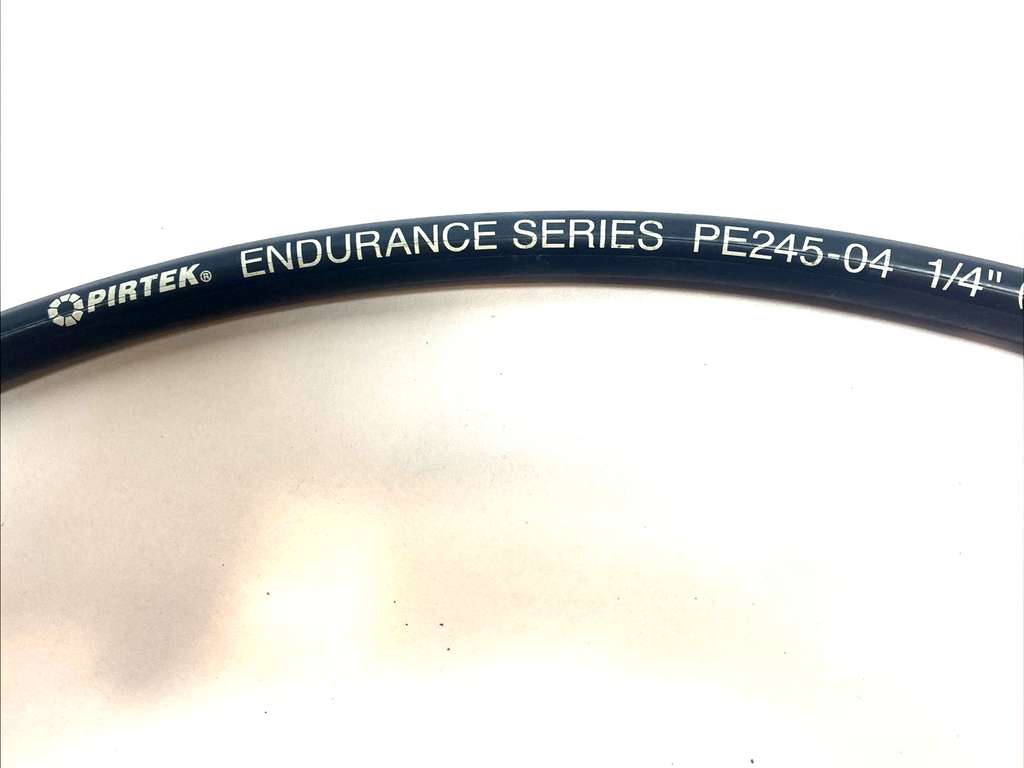 PIRTEK® ENDURANCE SERIES PE245-04 1/4" (